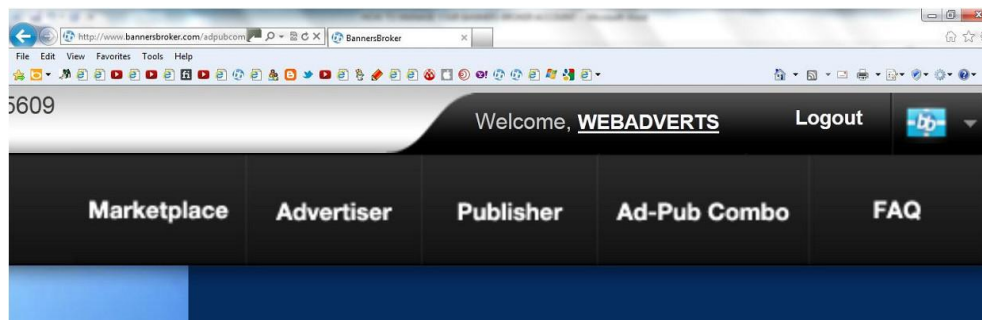 http://www.bannersbroker.com/adpubcom
BannersBroker
File Edit View Favorites Tools Help
5609
Welcome, WEBADVERTS
Logout
bb
Marketplace
Advertiser
Publisher
Ad-Pub Combo
FAQ